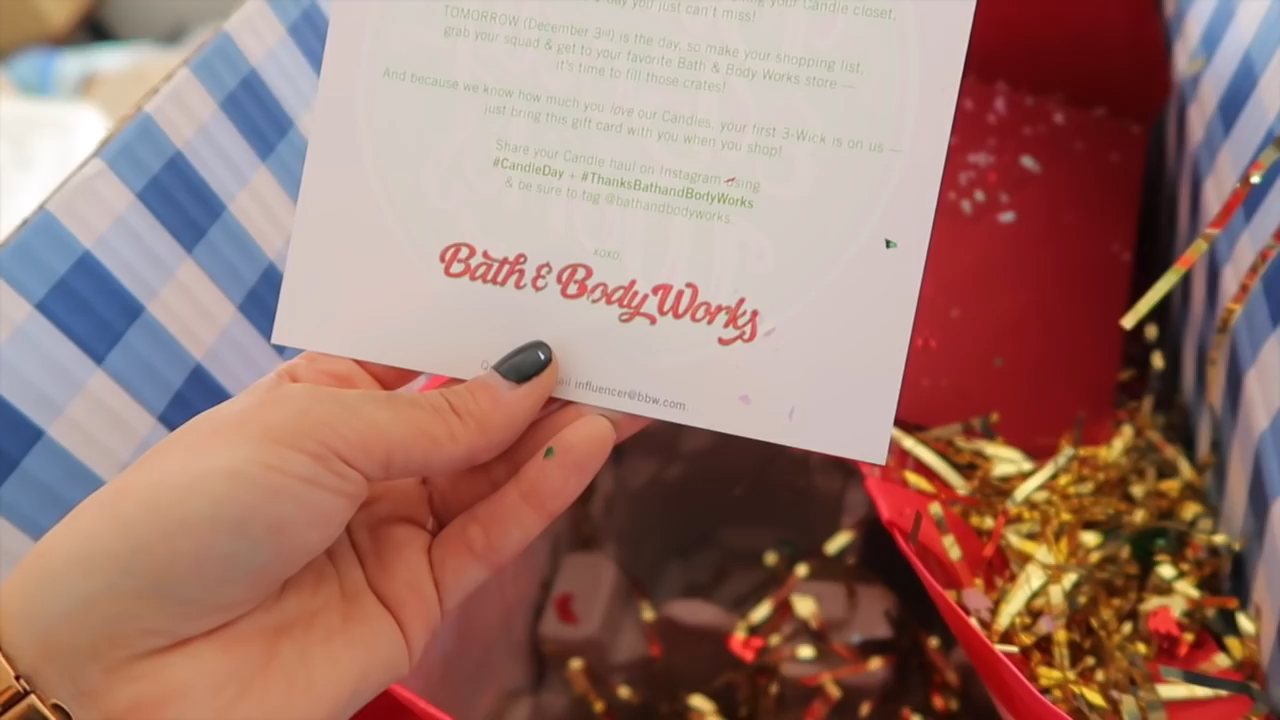 your Candle closet,
you just can't miss!
TOMORROW (December 3rd) is the day, so make your shopping list,
grab your squad & get to your favorite Bath & Body Works store —
it's time to fill those crates!
And because we know how much you love our Candles, your first 3-Wick is on us —
just bring this gift card with you when you shop!
Share your Candle haul on Instagram using
#CandleDay + #ThanksBathandBodyWorks
& be sure to tag @bathandbodyworks.
xoxo,
Bath & Body Works
influencer@bbw.com